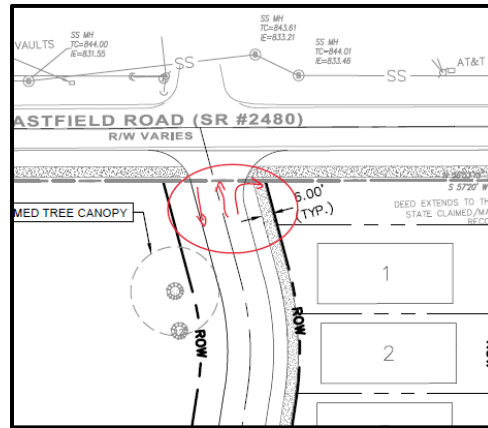 SS MH
TC=843.61
IE=833.21
SS MH
TC=844.00
IE=831.55
VAULTS
SS MH
TC=844.01
IE=833.46
SS
SS
AT&T
ASTFIELD ROAD (SR #2480)
R/W VARIES
S 57'20" W
5.00'
(TYP.)
DEED EXTENDS TO TH
STATE CLAIMED/MA
RECO
MED TREE CANOPY
1
ROW
ROW
2